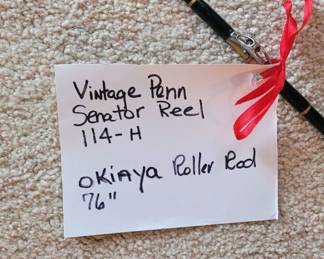 Vintage Penn
Senator Reel
114-H
OKiAya Roller Rod
76"